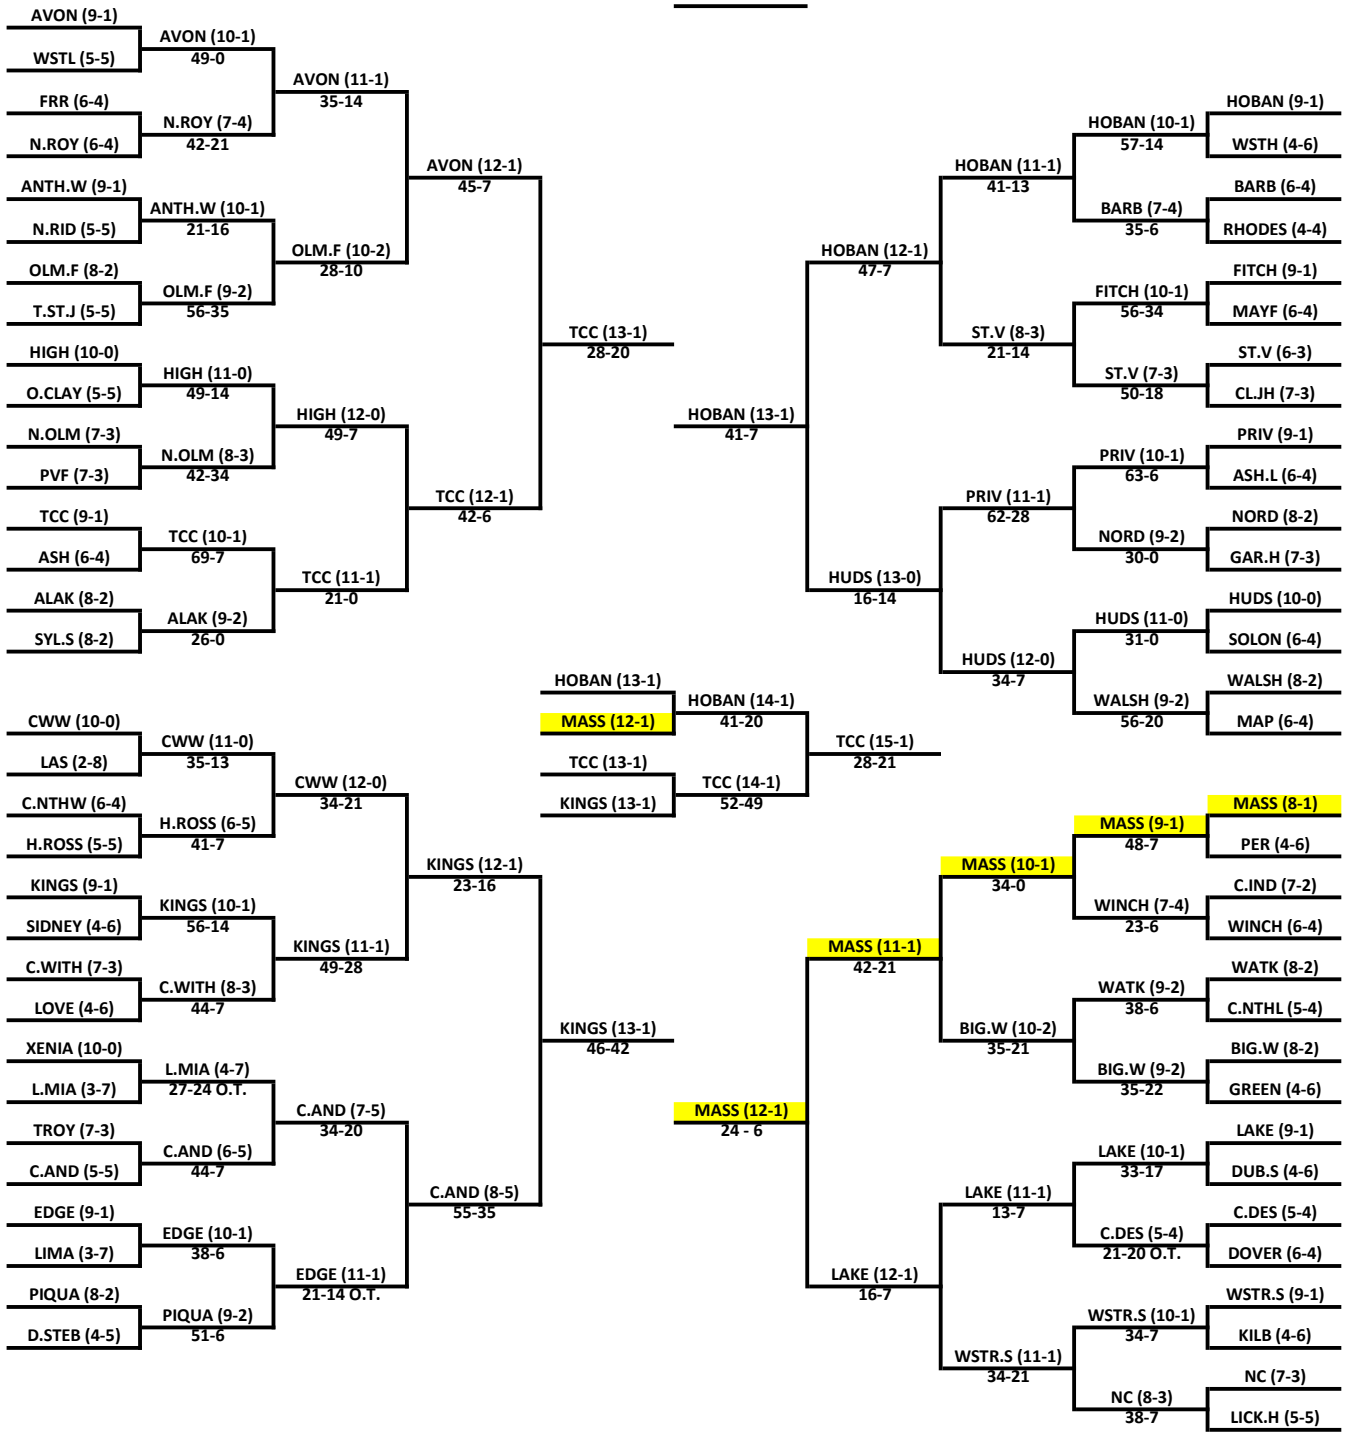 AVON (9-1)
WSTL (5-5)
FRR (6-4)
N.ROY (6-4)
ANTH.W (9-1)
N.RID (5-5)
OLM.F (8-2)
T.ST.J (5-5)
HIGH (10-0)
O.CLAY (5-5)
N.OLM (7-3)
PVF (7-3)
TCC (9-1)
ASH (6-4)
ALAK (8-2)
SYL.S (8-2)
AVON (10-1)
49-0
N.ROY (7-4)
42-21
ANTH.W (10-1)
21-16
OLM.F (9-2)
56-35
HIGH (11-0)
49-14
N.OLM (8-3)
42-34
TCC (10-1)
69-7
ALAK (9-2)
26-0
AVON (11-1)
35-14
OLM.F (10-2)
28-10
HIGH (12-0)
49-7
TCC (11-1)
21-0
AVON (12-1)
45-7
TCC (12-1)
42-6
TCC (13-1)
28-20
HOBAN (13-1)
41-7
HOBAN (12-1)
47-7
HUDS (13-0)
16-14
HOBAN (11-1)
41-13
ST.V (8-3)
21-14
PRIV (11-1)
62-28
HUDS (12-0)
34-7
HOBAN (10-1)
57-14
BARB (7-4)
35-6
FITCH (10-1)
56-34
ST.V (7-3)
50-18
PRIV (10-1)
63-6
NORD (9-2)
30-0
HUDS (11-0)
31-0
WALSH (9-2)
56-20
HOBAN (9-1)
WSTH (4-6)
BARB (6-4)
RHODES (4-4)
FITCH (9-1)
MAYF (6-4)
ST.V (6-3)
CL.JH (7-3)
PRIV (9-1)
ASH.L (6-4)
NORD (8-2)
GAR.H (7-3)
HUDS (10-0)
SOLON (6-4)
WALSH (8-2)
MAP (6-4)
HOBAN (13-1)
MASS (12-1)
TCC (13-1)
KINGS (13-1)
HOBAN (14-1)
41-20
TCC (14-1)
52-49
TCC (15-1)
28-21
CWW (10-0)
LAS (2-8)
C.NTHW (6-4)
H.ROSS (5-5)
KINGS (9-1)
SIDNEY (4-6)
C.WITH (7-3)
LOVE (4-6)
XENIA (10-0)
L.MIA (3-7)
TROY (7-3)
C.AND (5-5)
EDGE (9-1)
LIMA (3-7)
PIQUA (8-2)
D.STEB (4-5)
CWW (11-0)
35-13
H.ROSS (6-5)
41-7
KINGS (10-1)
56-14
C.WITH (8-3)
44-7
L.MIA (4-7)
27-24 O.T.
C.AND (6-5)
44-7
EDGE (10-1)
38-6
PIQUA (9-2)
51-6
CWW (12-0)
34-21
KINGS (11-1)
49-28
C.AND (7-5)
34-20
EDGE (11-1)
21-14 O.T.
KINGS (12-1)
23-16
C.AND (8-5)
55-35
KINGS (13-1)
46-42
MASS (12-1)
24 - 6
MASS (11-1)
42-21
LAKE (12-1)
16-7
MASS (10-1)
34-0
BIG.W (10-2)
35-21
LAKE (11-1)
13-7
WSTR.S (11-1)
34-21
MASS (9-1)
48-7
WINCH (7-4)
23-6
WATK (9-2)
38-6
BIG.W (9-2)
35-22
LAKE (10-1)
33-17
C.DES (5-4)
21-20 O.T.
WSTR.S (10-1)
34-7
NC (8-3)
38-7
MASS (8-1)
PER (4-6)
C.IND (7-2)
WINCH (6-4)
WATK (8-2)
C.NTHL (5-4)
BIG.W (8-2)
GREEN (4-6)
LAKE (9-1)
DUB.S (4-6)
C.DES (5-4)
DOVER (6-4)
WSTR.S (9-1)
KILB (4-6)
NC (7-3)
LICK.H (5-5)